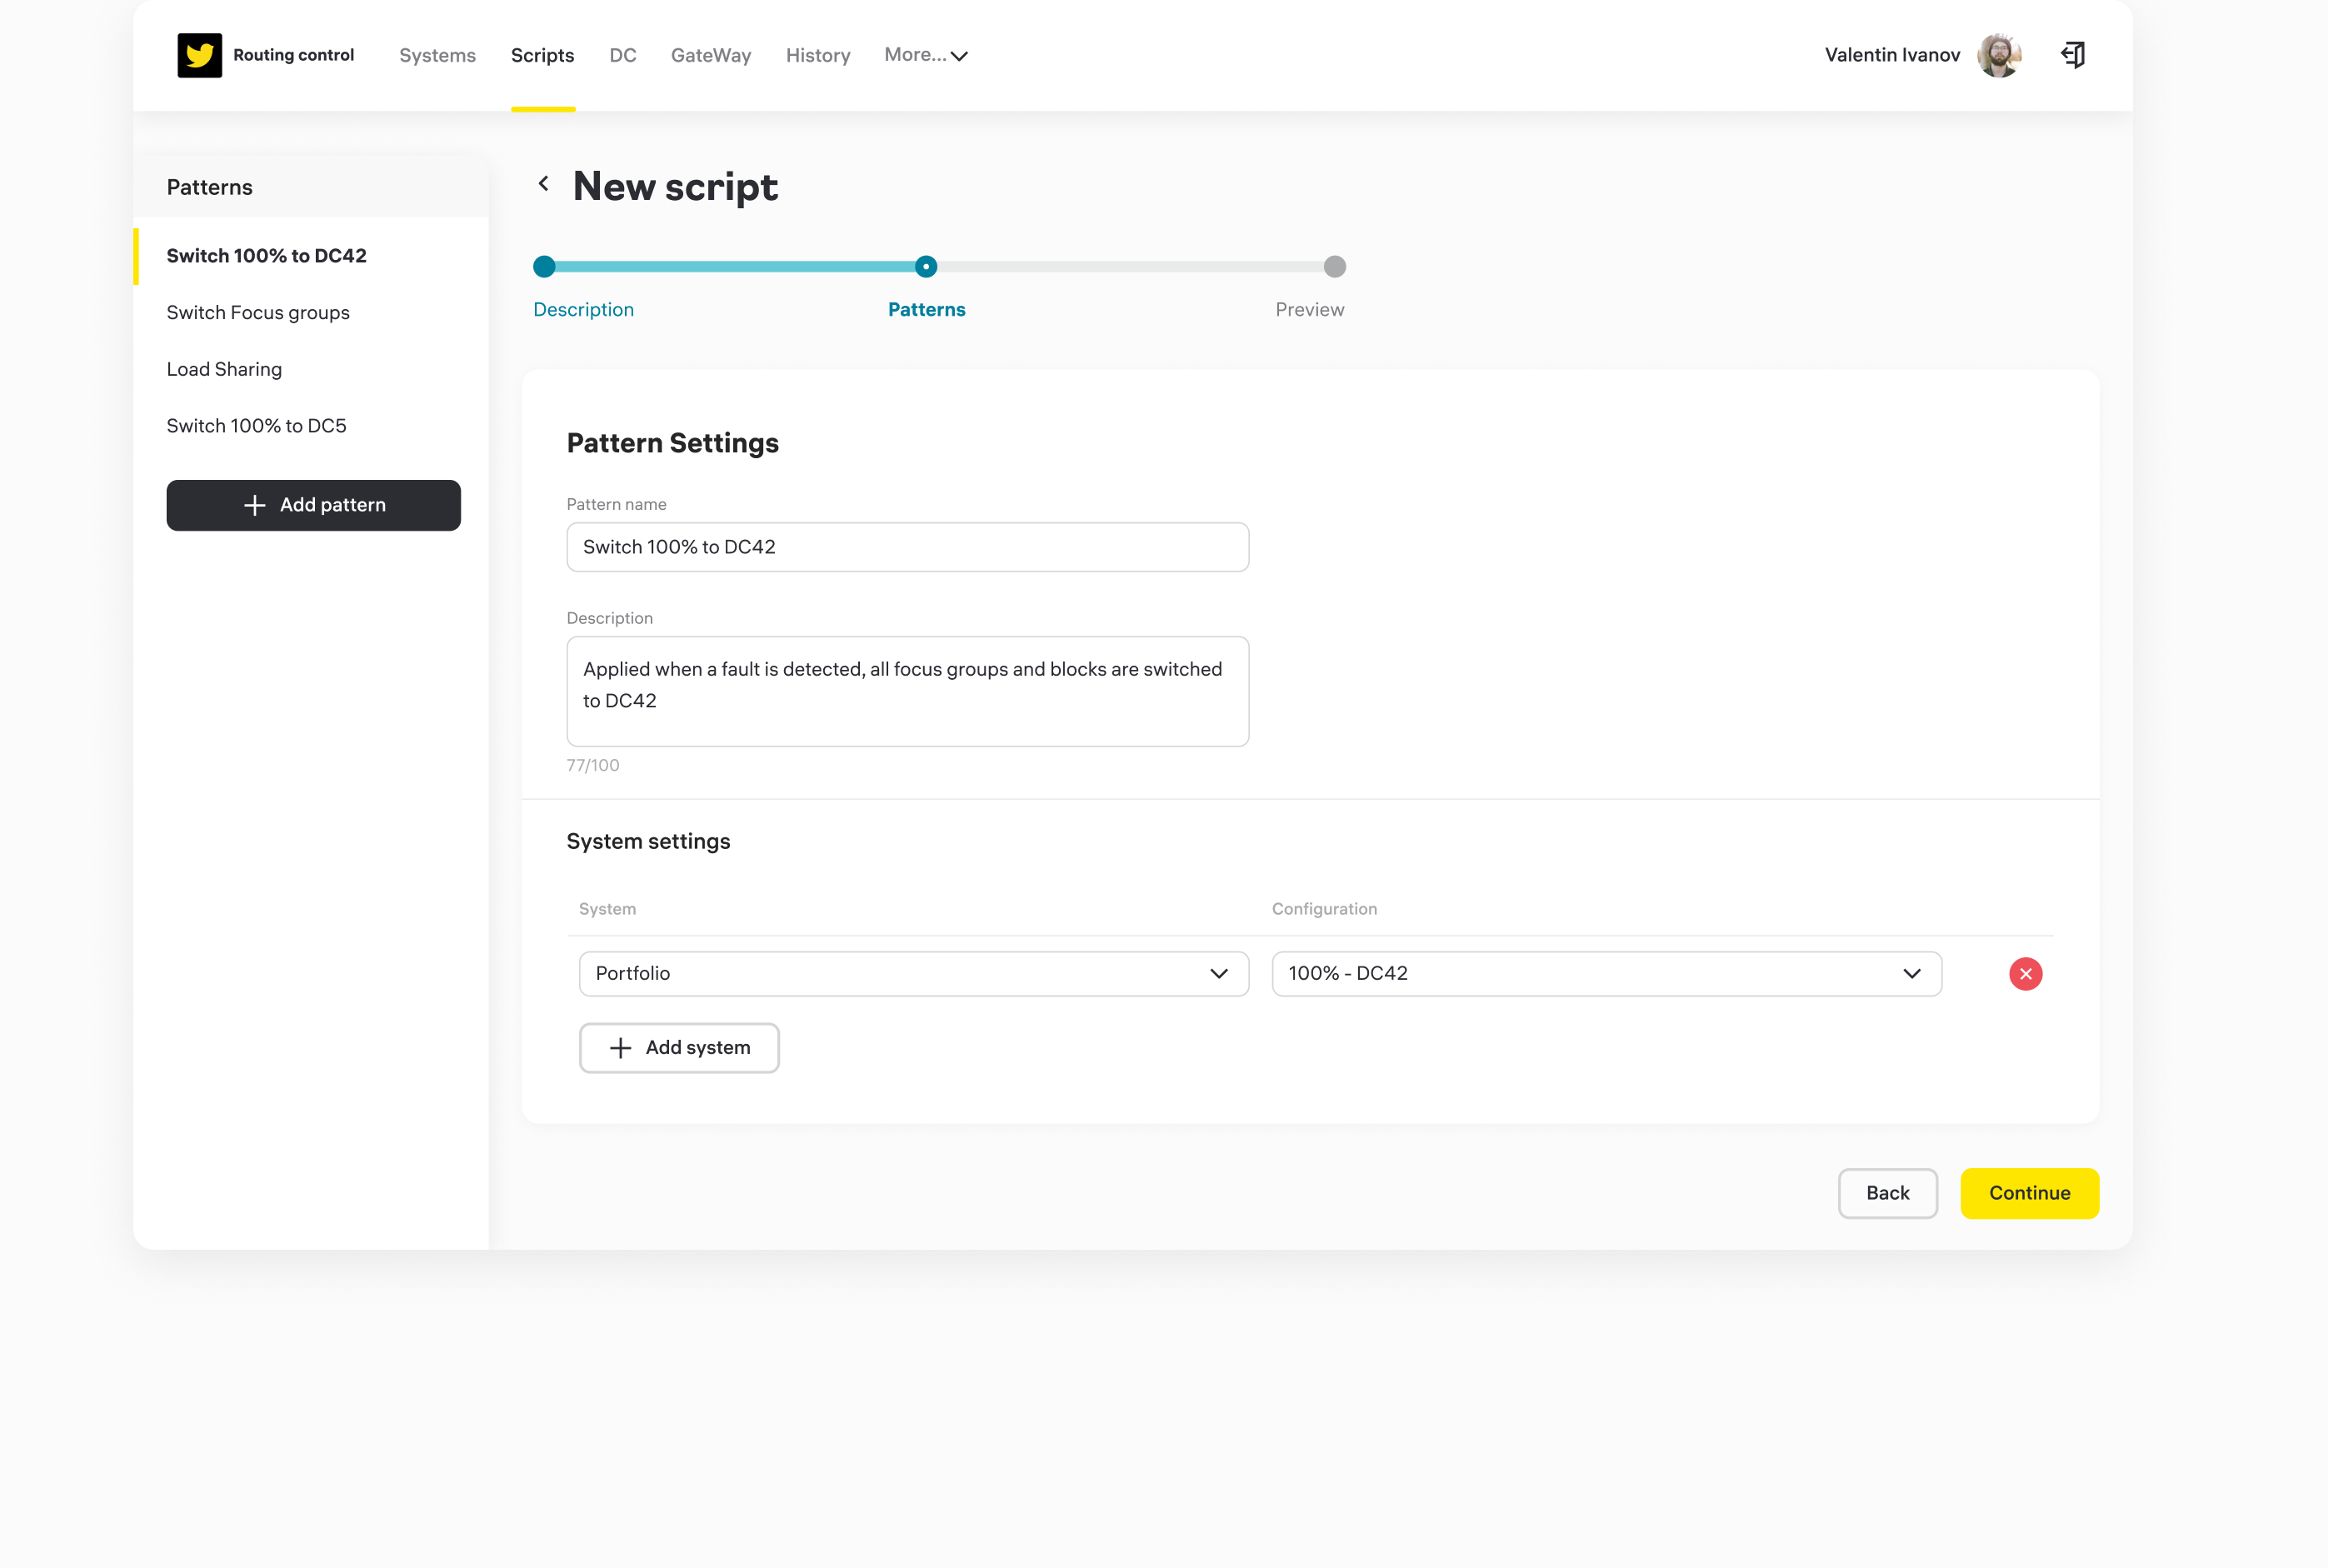 Routing control
Systems
Scripts
DC
GateWay
History
More...
Valentin Ivanov
Patterns
Switch 100% to DC42
Switch Focus groups
Load Sharing
Switch 100% to DC5
Add pattern
New script
Description
Patterns
Preview
Pattern Settings
Pattern name
Switch 100% to DC42
Description
Applied when a fault is detected, all focus groups and blocks are switched
to DC42
77/100
System settings
System
Configuration
Portfolio
100% - DC42
Add system
Back
Continue